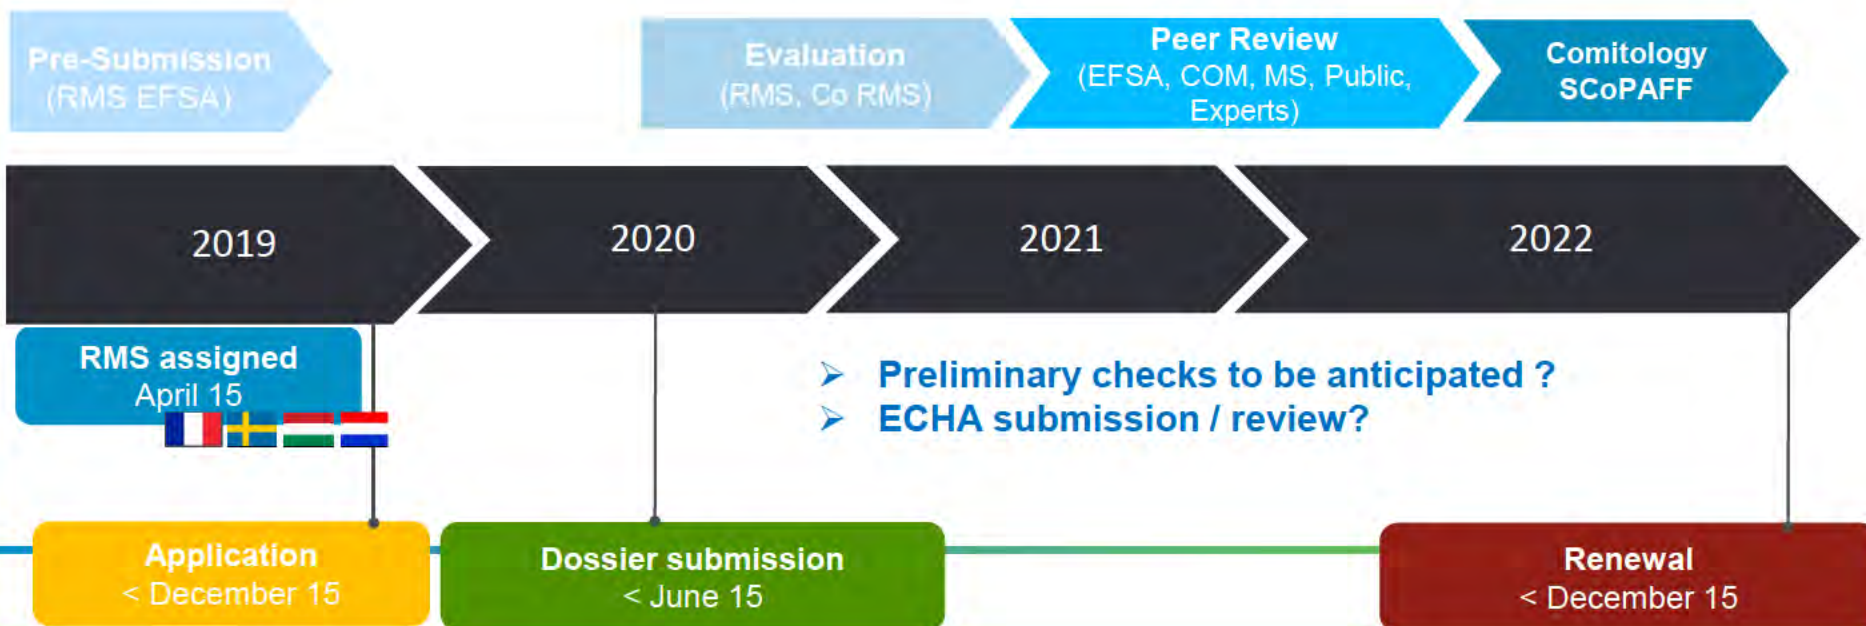 Pre-Submission
(RMS EFSA)
Evaluation
(RMS, Co RMS)
Peer Review
(EFSA, COM, MS, Public,
Experts)
Comitology
SCoPAFF
2019
2020
2021
2022
RMS assigned
April 15
➢ Preliminary checks to be anticipated ?
➢ ECHA submission / review?
Application
< December 15
Dossier submission
< June 15
Renewal
< December 15